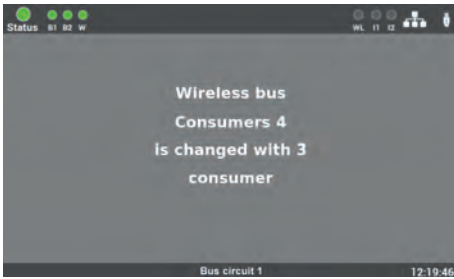 Status B1 B2 W WL I1 I2
Wireless bus
Consumers 4
is changed with 3
consumer
Bus circuit 1 12:19:46